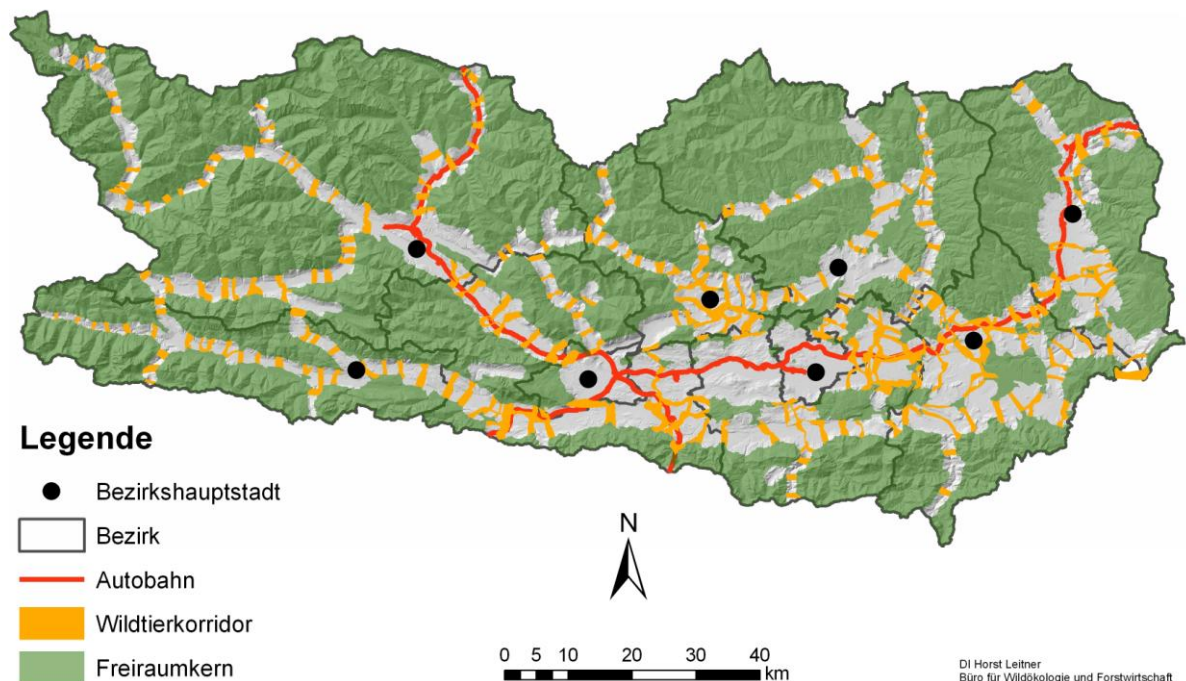 Legende
Bezirkshauptstadt
Bezirk
Autobahn
Wildtierkorridor
Freiraumkern
N
0 5 10 20 30 40
km
DI Horst Leitner
Büro für Wildökologie und Forstwirtschaft